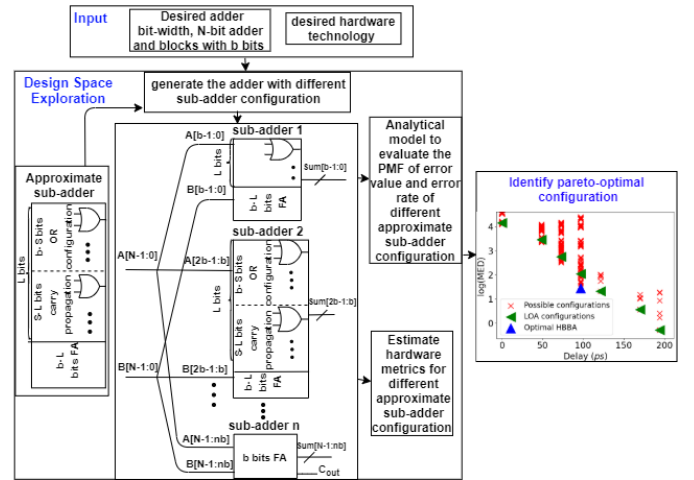 Input
Desired adder
bit-width, N-bit adder
and blocks with b bits
desired hardware
technology
Design Space
Exploration
generate the adder with different
sub-adder configuration
Approximate
sub-adder
L bits
b-S bits
OR
configuration
S-L bits
carry
propagation
b-L
bits FA
A[N-1:0]
B[N-1:0]
sub-adder 1
A[b-1:0]
B[b-1:0]
L bits
b-L
bits
FA
Sum[b-1:0]
sub-adder 2
A[2b-1:b]
B[2b-1:b]
b-S bits
OR
configuration
S-L bits
carry
propagation
b-L
bits
FA
Sum[2b-1:b]
sub-adder n
A[N-1:nb]
B[N-1:nb]
b bits FA
Sum[N-1:nb]
Cout
Analytical
model to
evaluate the
PMF of error
value and error
rate of
different
approximate
sub-adder
configuration
Estimate
hardware
metrics for
different
approximate
sub-adder
configuration
Identify pareto-optimal
configuration
log(MED)
4
3
2
1
0
Possible configurations
LOA configurations
Optimal HBBA
0 50 100 150 200
Delay (ps)